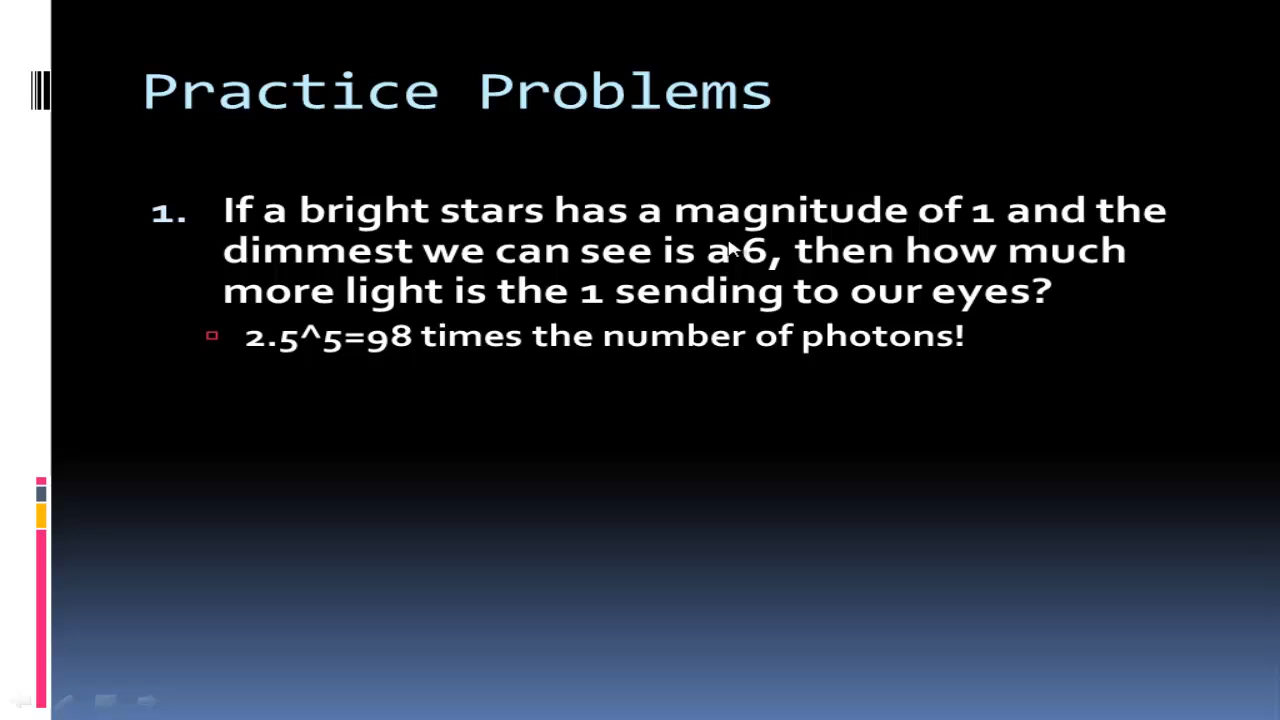 Practice Problems
1. If a bright stars has a magnitude of 1 and the
dimmest we can see is a 6, then how much
more light is the 1 sending to our eyes?
2.5^5=98 times the number of photons!